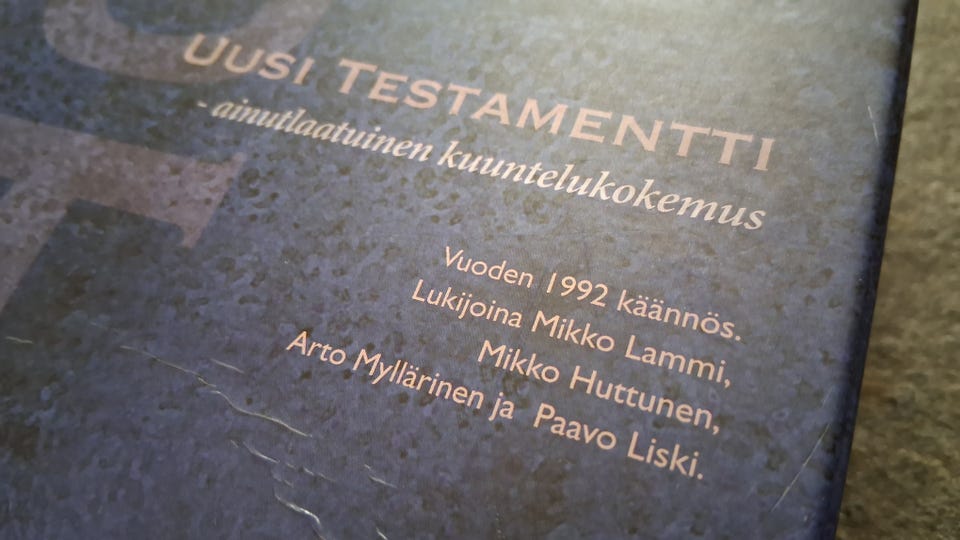 UUSI TESTAMENTTI
- ainutlaatuinen kuuntelukokemus
Vuoden 1992 käännös.
Lukijoina Mikko Lammi,
Mikko Huttunen,
Arto Myllärinen ja Paavo Liski.